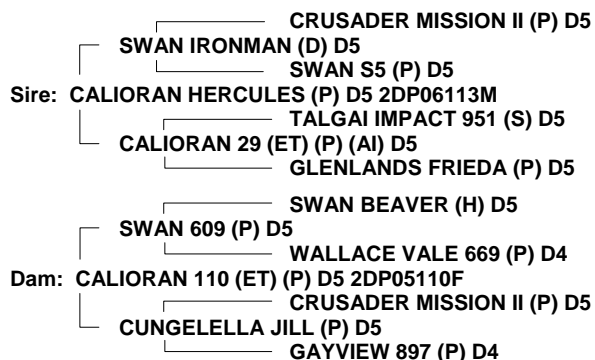 CRUSADER MISSION II (P) D5
SWAN IRONMAN (D) D5
SWAN S5 (P) D5
Sire: CALIORAN HERCULES (P) D5 2DP06113M
TALGAI IMPACT 951 (S) D5
CALIORAN 29 (ET) (P) (AI) D5
GLENLANDS FRIEDA (P) D5
SWAN BEAVER (H) D5
SWAN 609 (P) D5
WALLACE VALE 669 (P) D4
Dam: CALIORAN 110 (ET) (P) D5 2DP05110F
CRUSADER MISSION II (P) D5
CUNGELELLA JILL (P) D5
GAYVIEW 897 (P) D4